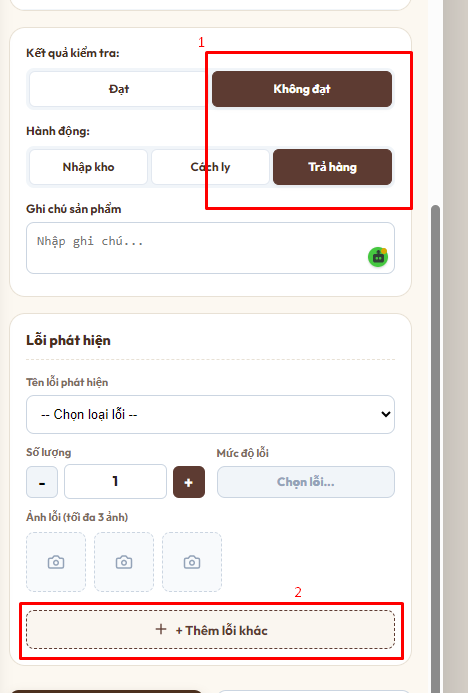 1
Kết quả kiểm tra:
Đạt
Không đạt
Hành động:
Nhập kho
Cách ly
Trả hàng
Ghi chú sản phẩm
Nhập ghi chú...
Lỗi phát hiện
Tên lỗi phát hiện
-- Chọn loại lỗi --
Số lượng
Mức độ lỗi
-
1
+
Chọn lỗi...
Ảnh lỗi (tối đa 3 ảnh)
2
+ + Thêm lỗi khác